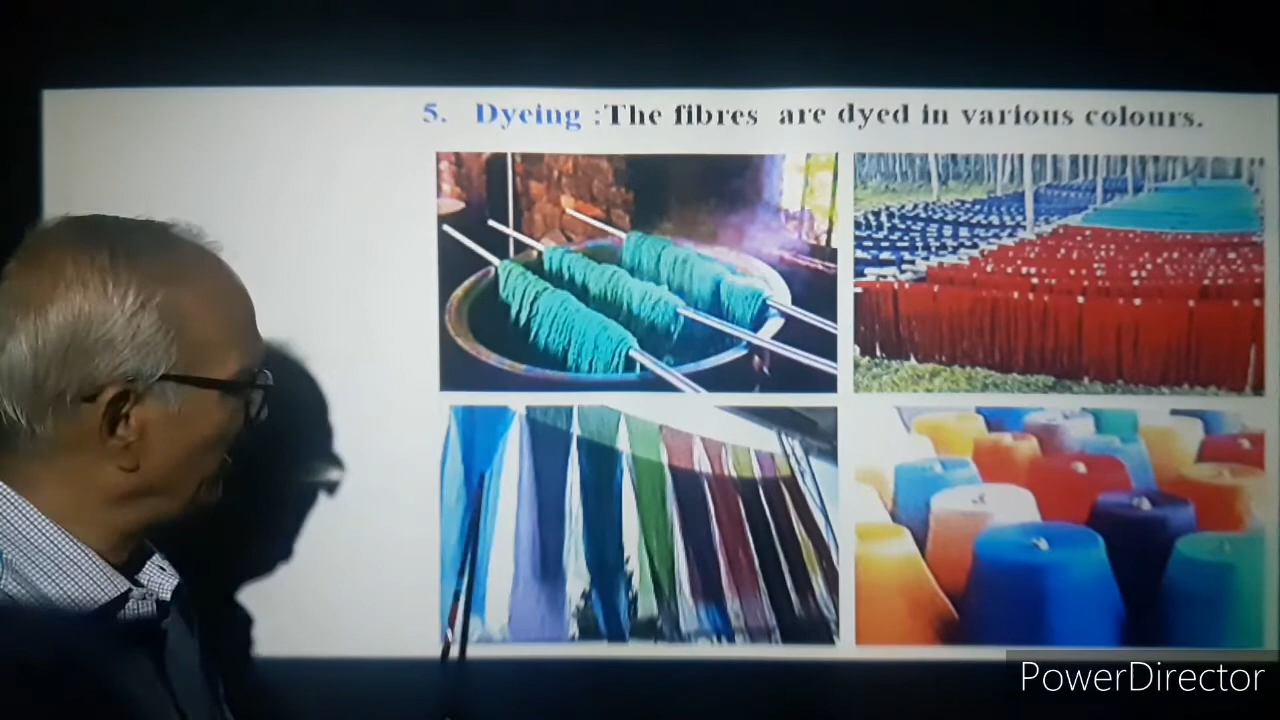 5. Dyeing :The fibres are dyed in various colours.
PowerDirector